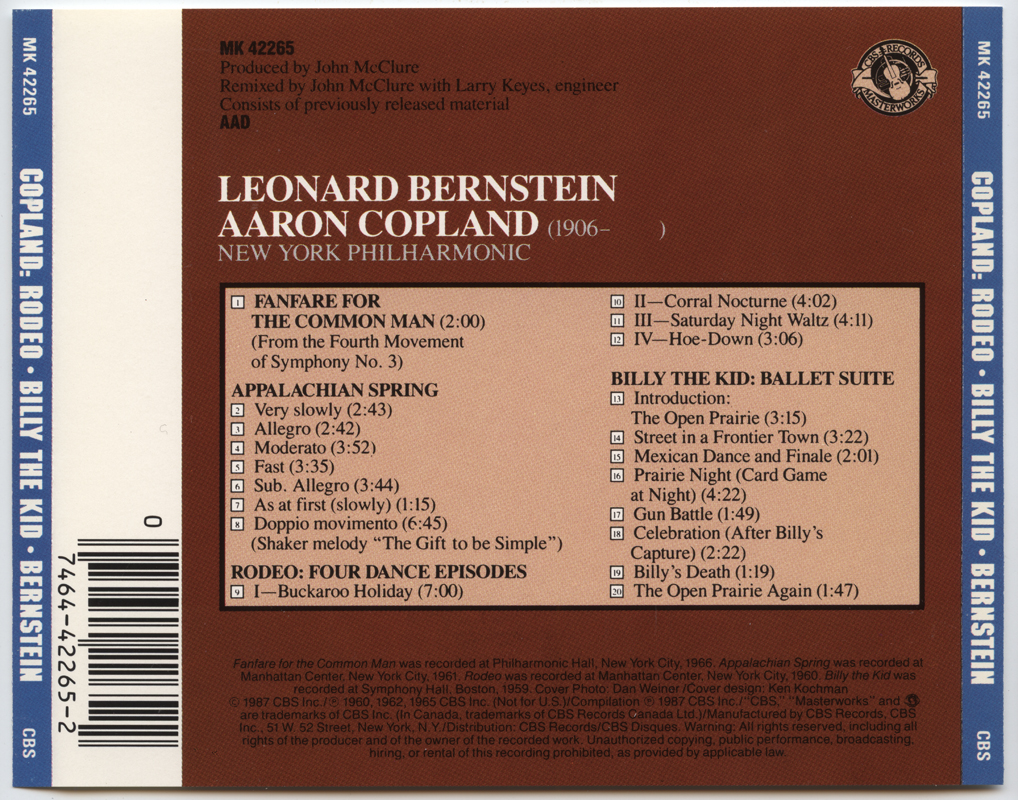 MK 42265
COPLAND: RODEO • BILLY THE KID • BERNSTEIN
CBS
0
7464-42265-2
MK 42265
Produced by John McClure
Remixed by John McClure with Larry Keyes, engineer
Consists of previously released material
AAD
CBS RECORDS
MASTERWORKS
LEONARD BERNSTEIN
AARON COPLAND (1906– )
NEW YORK PHILHARMONIC
1 FANFARE FOR
THE COMMON MAN (2:00)
(From the Fourth Movement
of Symphony No. 3)
APPALACHIAN SPRING
2 Very slowly (2:43)
3 Allegro (2:42)
4 Moderato (3:52)
5 Fast (3:35)
6 Sub. Allegro (3:44)
7 As at first (slowly) (1:15)
8 Doppio movimento (6:45)
(Shaker melody “The Gift to be Simple”)
RODEO: FOUR DANCE EPISODES
9 I—Buckaroo Holiday (7:00)
10 II—Corral Nocturne (4:02)
11 III—Saturday Night Waltz (4:11)
12 IV—Hoe-Down (3:06)
BILLY THE KID: BALLET SUITE
13 Introduction:
The Open Prairie (3:15)
14 Street in a Frontier Town (3:22)
15 Mexican Dance and Finale (2:01)
16 Prairie Night (Card Game
at Night) (4:22)
17 Gun Battle (1:49)
18 Celebration (After Billy’s
Capture) (2:22)
19 Billy’s Death (1:19)
20 The Open Prairie Again (1:47)
Fanfare for the Common Man was recorded at Philharmonic Hall, New York City, 1966. Appalachian Spring was recorded at
Manhattan Center, New York City, 1961. Rodeo was recorded at Manhattan Center, New York City, 1960. Billy the Kid was
recorded at Symphony Hall, Boston, 1959. Cover Photo: Dan Weiner /Cover design: Ken Kochman
© 1987 CBS Inc./ ℗ 1960, 1962, 1965 CBS Inc. (Not for U.S.)/Compilation ℗ 1987 CBS Inc./“CBS,” “Masterworks” and
are trademarks of CBS Inc. (In Canada, trademarks of CBS Records Canada Ltd.)/Manufactured by CBS Records, CBS
Inc., 51 W. 52 Street, New York, N.Y./Distribution: CBS Records/CBS Disques. Warning: All rights reserved, including all
rights of the producer and of the owner of the recorded work. Unauthorized copying, public performance, broadcasting,
hiring, or rental of this recording prohibited, as provided by applicable law.
MK 42265
COPLAND: RODEO • BILLY THE KID • BERNSTEIN
CBS